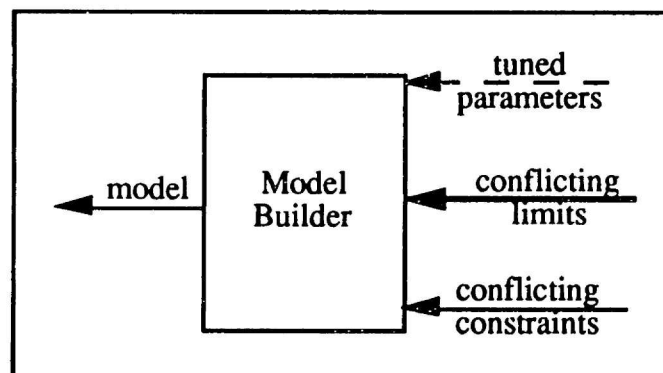 tuned
parameters
model
Model
Builder
conflicting
limits
conflicting
constraints